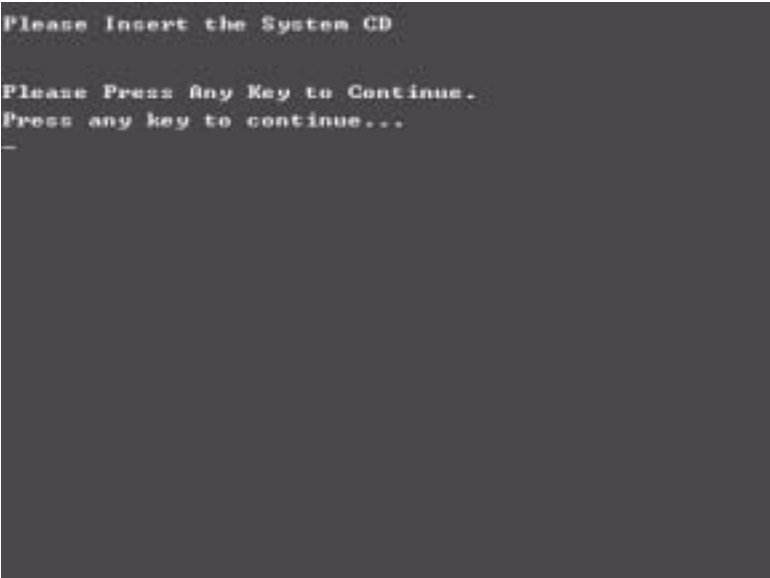 Please Insert the System CD
Please Press Any Key to Continue.
Press any key to continue...